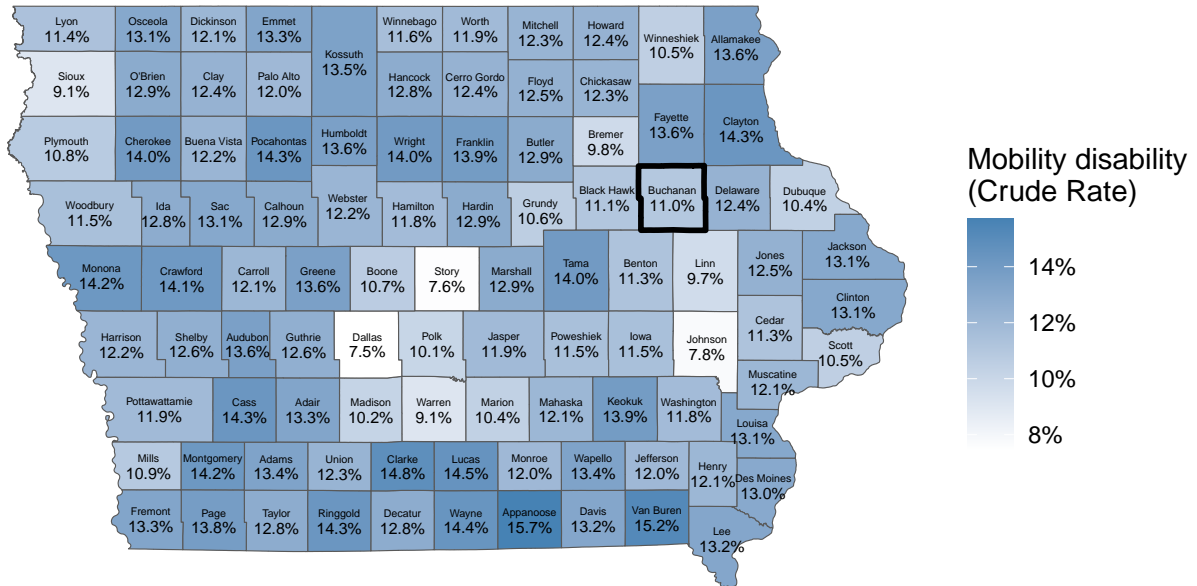 Lyon
11.4%
Osceola
13.1%
Dickinson
12.1%
Emmet
13.3%
Kossuth
13.5%
Winnebago
11.6%
Worth
11.9%
Mitchell
12.3%
Howard
12.4%
Winneshiek
10.5%
Allamakee
13.6%
Sioux
9.1%
O'Brien
12.9%
Clay
12.4%
Palo Alto
12.0%
Hancock
12.8%
Cerro Gordo
12.4%
Floyd
12.5%
Chickasaw
12.3%
Fayette
13.6%
Clayton
14.3%
Plymouth
10.8%
Cherokee
14.0%
Buena Vista
12.2%
Pocahontas
14.3%
Humboldt
13.6%
Wright
14.0%
Franklin
13.9%
Butler
12.9%
Bremer
9.8%
Woodbury
11.5%
Ida
12.8%
Sac
13.1%
Calhoun
12.9%
Webster
12.2%
Hamilton
11.8%
Hardin
12.9%
Grundy
10.6%
Black Hawk
11.1%
Buchanan
11.0%
Delaware
12.4%
Dubuque
10.4%
Monona
14.2%
Crawford
14.1%
Carroll
12.1%
Greene
13.6%
Boone
10.7%
Story
7.6%
Marshall
12.9%
Tama
14.0%
Benton
11.3%
Linn
9.7%
Jones
12.5%
Jackson
13.1%
Clinton
13.1%
Harrison
12.2%
Shelby
12.6%
Audubon
13.6%
Guthrie
12.6%
Dallas
7.5%
Polk
10.1%
Jasper
11.9%
Poweshiek
11.5%
Iowa
11.5%
Johnson
7.8%
Cedar
11.3%
Scott
10.5%
Muscatine
12.1%
Pottawattamie
11.9%
Cass
14.3%
Adair
13.3%
Madison
10.2%
Warren
9.1%
Marion
10.4%
Mahaska
12.1%
Keokuk
13.9%
Washington
11.8%
Louisa
13.1%
Mills
10.9%
Montgomery
14.2%
Adams
13.4%
Union
12.3%
Clarke
14.8%
Lucas
14.5%
Monroe
12.0%
Wapello
13.4%
Jefferson
12.0%
Henry
12.1%
Des Moines
13.0%
Fremont
13.3%
Page
13.8%
Taylor
12.8%
Ringgold
14.3%
Decatur
12.8%
Wayne
14.4%
Appanoose
15.7%
Davis
13.2%
Van Buren
15.2%
Lee
13.2%
Mobility disability
(Crude Rate)
14%
12%
10%
8%